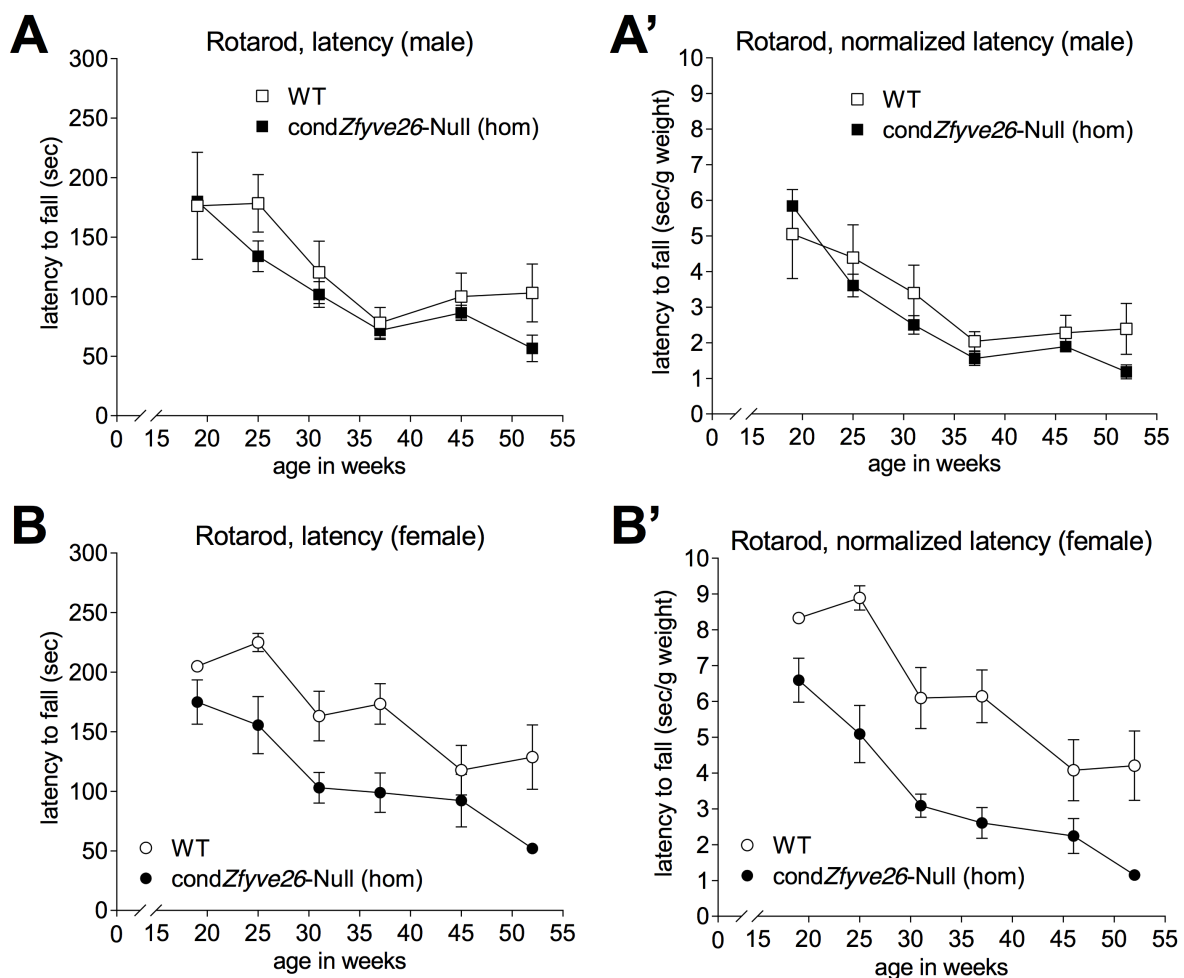 A
Rotarod, latency (male)
300
250
200
150
100
50
0
latency to fall (sec)
WT
condZfyve26-Null (hom)
0 15 20 25 30 35 40 45 50 55
age in weeks
A'
Rotarod, normalized latency (male)
10
9
8
7
6
5
4
3
2
1
0
latency to fall (sec/g weight)
WT
condZfyve26-Null (hom)
0 15 20 25 30 35 40 45 50 55
age in weeks
B
Rotarod, latency (female)
300
250
200
150
100
50
0
latency to fall (sec)
WT
condZfyve26-Null (hom)
0 15 20 25 30 35 40 45 50 55
age in weeks
B'
Rotarod, normalized latency (female)
10
9
8
7
6
5
4
3
2
1
0
latency to fall (sec/g weight)
WT
condZfyve26-Null (hom)
0 15 20 25 30 35 40 45 50 55
age in weeks